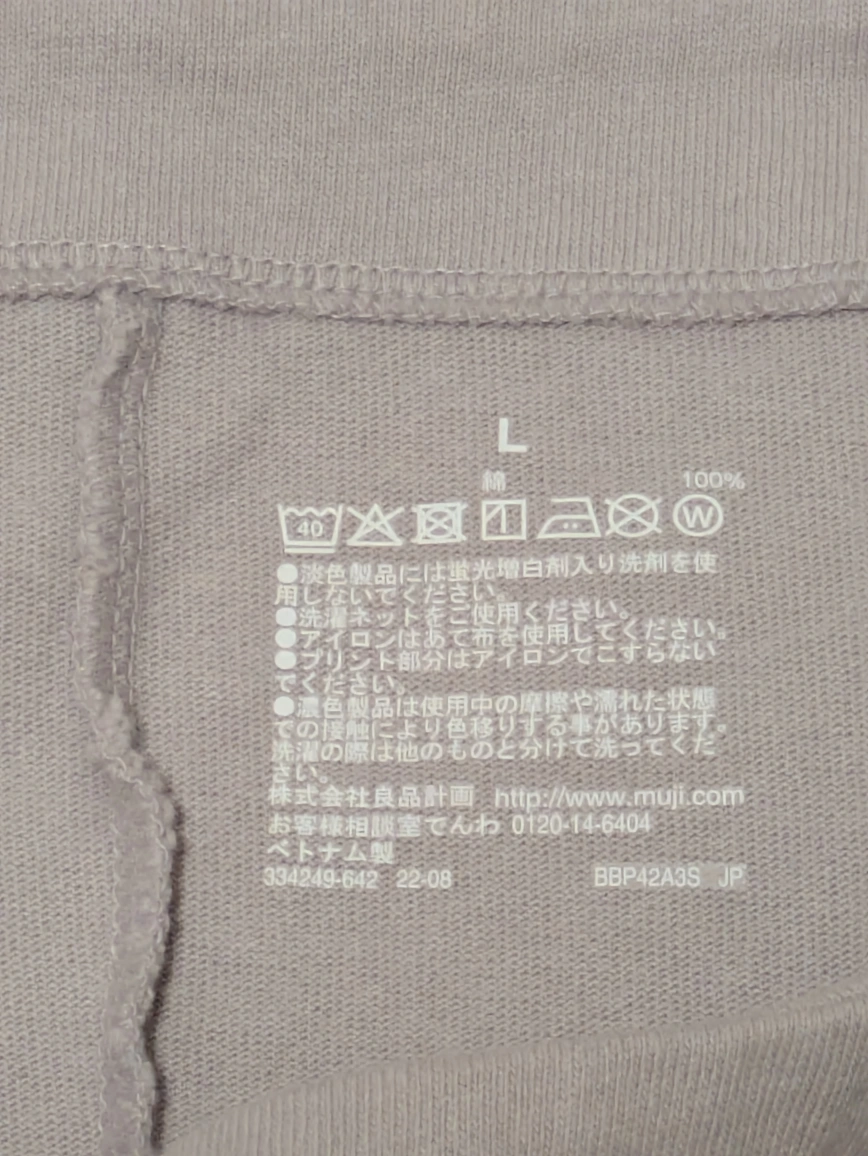 L
綿 100%
40
W
●淡色製品には蛍光増白剤入り洗剤を使
用しないでください。
●洗濯ネットをご使用ください。
●アイロンはあて布を使用してください。
●プリント部分はアイロンでこすらない
でください。
●濃色製品は使用中の摩擦や濡れた状態
での接触により色移りする事があります。
洗濯の際は他のものと分けて洗ってくだ
さい。
株式会社良品計画 http://www.muji.com
お客様相談室でんわ 0120-14-6404
ベトナム製
334249-642 22-08 BBP42A3S JP